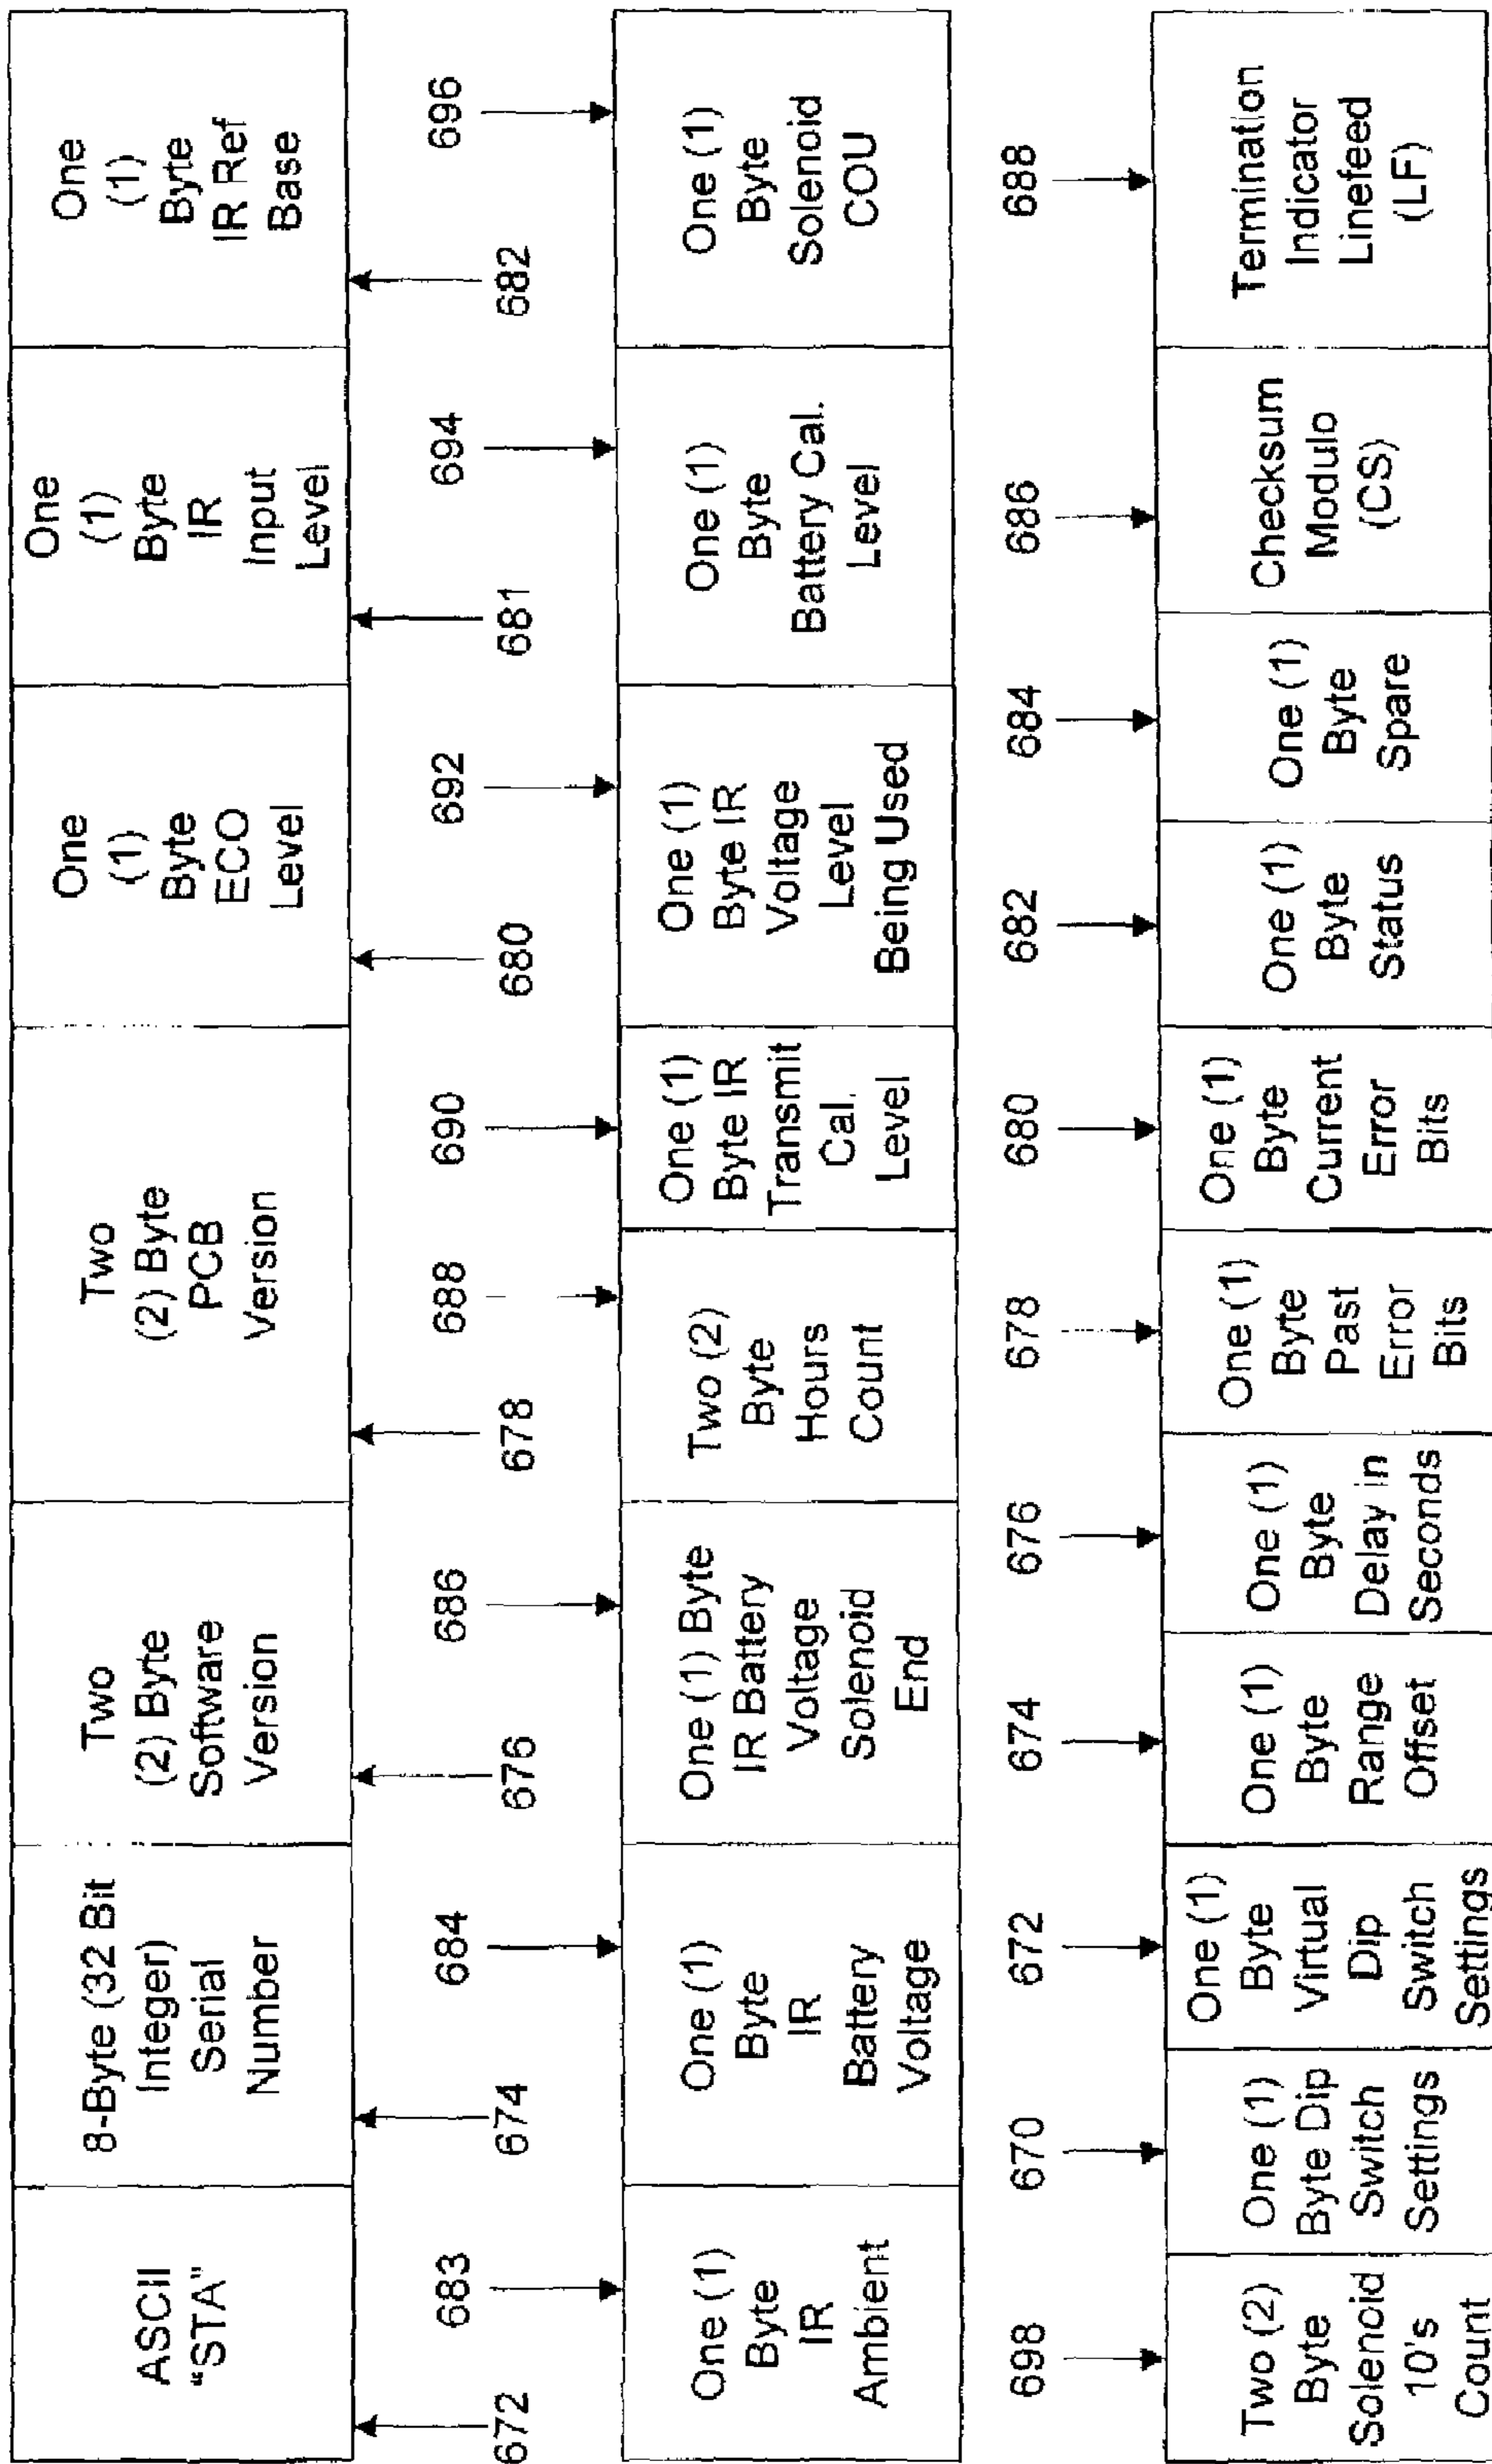 ASCII
“STA”
8-Byte (32 Bit
Integer)
Serial
Number
Two
(2) Byte
Software
Version
Two
(2) Byte
PCB
Version
One
(1)
Byte
ECO
Level
One
(1)
Byte
IR
Input
Level
One
(1)
Byte
IR Ref
Base
672
674
676
678
680
681
682
683
684
686
688
690
692
694
696
One (1)
Byte
IR
Ambient
One (1)
Byte
IR
Battery
Voltage
One (1) Byte
IR Battery
Voltage
Solenoid
End
Two (2)
Byte
Hours
Count
One (1)
Byte IR
Transmit
Cal.
Level
One (1)
Byte IR
Voltage
Level
Being Used
One (1)
Byte
Battery Cal.
Level
One (1)
Byte
Solenoid
COU
698
670
672
674
676
678
680
682
684
686
688
Two (2)
Byte
Solenoid
10's
Count
One (1)
Byte Dip
Switch
Settings
One (1)
Byte
Virtual
Dip
Switch
Settings
One (1)
Byte
Range
Offset
One (1)
Byte
Delay in
Seconds
One (1)
Byte
Past
Error
Bits
One (1)
Byte
Current
Error
Bits
One (1)
Byte
Status
One (1)
Byte
Spare
Checksum
Modulo
(CS)
Termination
Indicator
Linefeed
(LF)